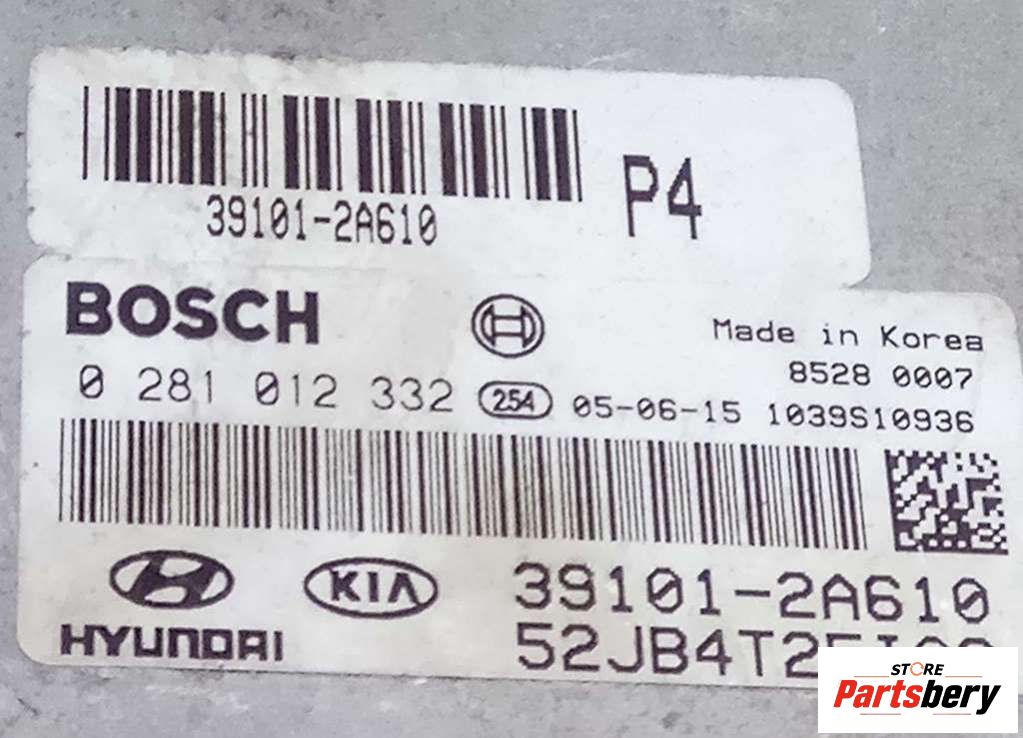 39101-2A610
P4
BOSCH
Made in Korea
8528 0007
0 281 012 332 254 05-06-15 1039S10936
HYUNDAI
KIA
39101-2A610
STORE
Partsbery